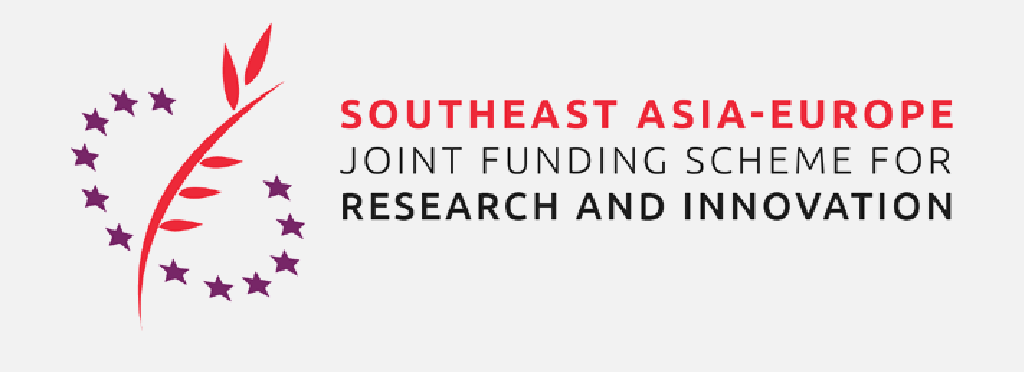 SOUTHEAST ASIA-EUROPE
JOINT FUNDING SCHEME FOR
RESEARCH AND INNOVATION